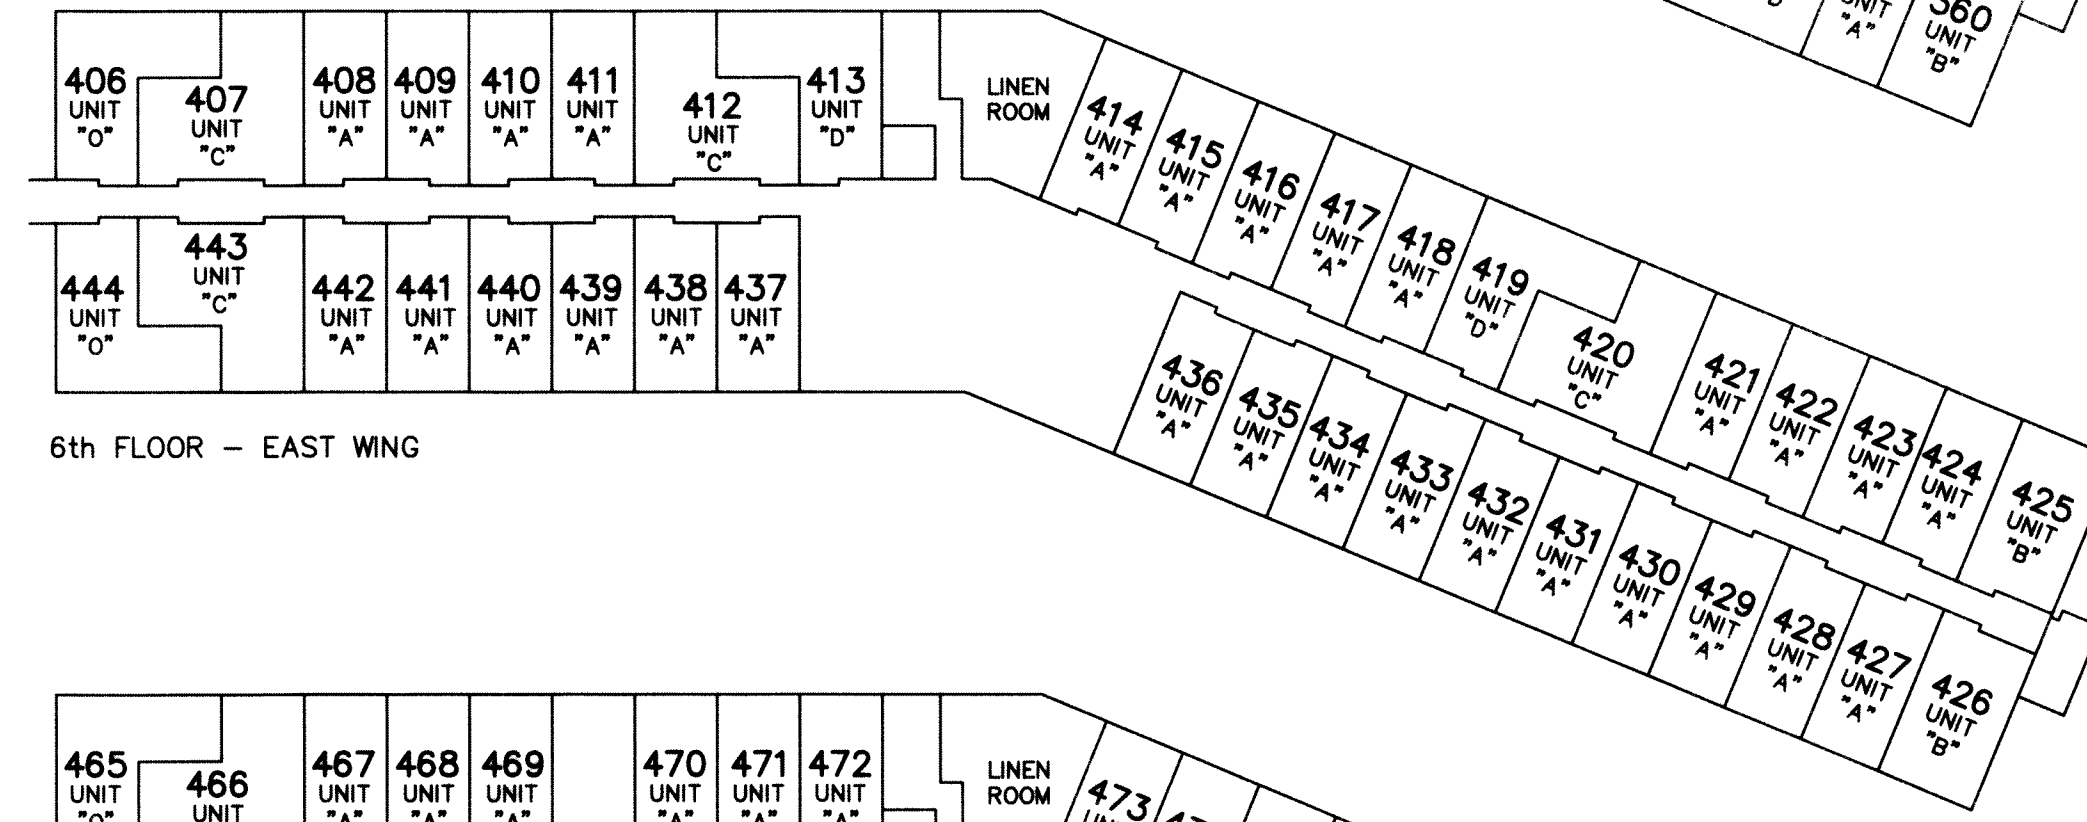 560
UNIT
"B"
UNIT
"A"
406
UNIT
"O"
407
UNIT
"C"
408
UNIT
"A"
409
UNIT
"A"
410
UNIT
"A"
411
UNIT
"A"
412
UNIT
"C"
413
UNIT
"D"
LINEN
ROOM
414
UNIT
"A"
415
UNIT
"A"
416
UNIT
"A"
417
UNIT
"A"
418
UNIT
"A"
419
UNIT
"D"
420
UNIT
"C"
421
UNIT
"A"
422
UNIT
"A"
423
UNIT
"A"
424
UNIT
"A"
425
UNIT
"B"
444
UNIT
"O"
443
UNIT
"C"
442
UNIT
"A"
441
UNIT
"A"
440
UNIT
"A"
439
UNIT
"A"
438
UNIT
"A"
437
UNIT
"A"
436
UNIT
"A"
435
UNIT
"A"
434
UNIT
"A"
433
UNIT
"A"
432
UNIT
"A"
431
UNIT
"A"
430
UNIT
"A"
429
UNIT
"A"
428
UNIT
"A"
427
UNIT
"A"
426
UNIT
"B"
6th FLOOR – EAST WING
465
UNIT
"O"
466
UNIT
467
UNIT
"A"
468
UNIT
"A"
469
UNIT
"A"
470
UNIT
"A"
471
UNIT
"A"
472
UNIT
"A"
LINEN
ROOM
473